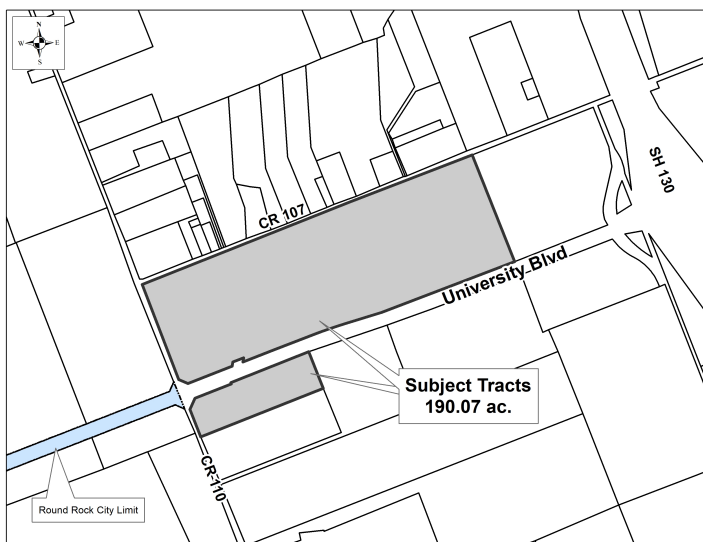 N
W E
S
SH 130
CR 107
University Blvd
Subject Tracts
190.07 ac.
CR 110
Round Rock City Limit